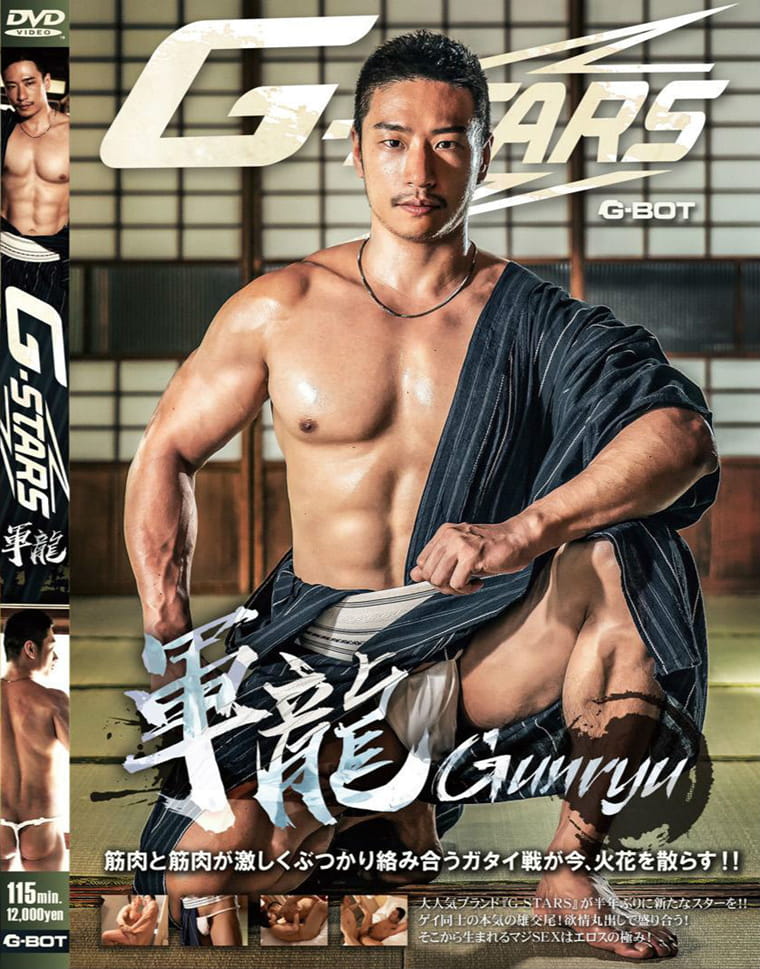 DVD
VIDEO
G-STARS
G-BOT
G-STARS
軍龍
軍龍
Gunryu
筋肉と筋肉が激しくぶつかり絡み合うガタイ戦が今、火花を散らす!!
大人気ブランド『G-STARS』が半年ぶりに新たなスターを!!
ゲイ同士の本気の雄交尾!欲情丸出しで盛り合う!
そこから生まれるマジSEXはエロスの極み!
115min.
12,000yen
G-BOT